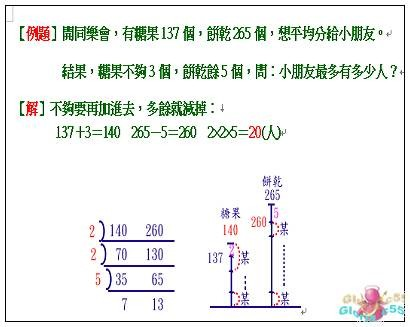 【例題】開同樂會，有糖果137個，餅乾265個，想平均分給小朋友。
結果，糖果不夠3個，餅乾餘5個，問：小朋友最多有多少人？
【解】不夠要再加進去，多餘就減掉：
137+3=140 265-5=260 2×2×5=20(人)
2 140 260
2 70 130
5 35 65
7 13
糖果
140
137
某
某
餅乾
265
5
260
某
某